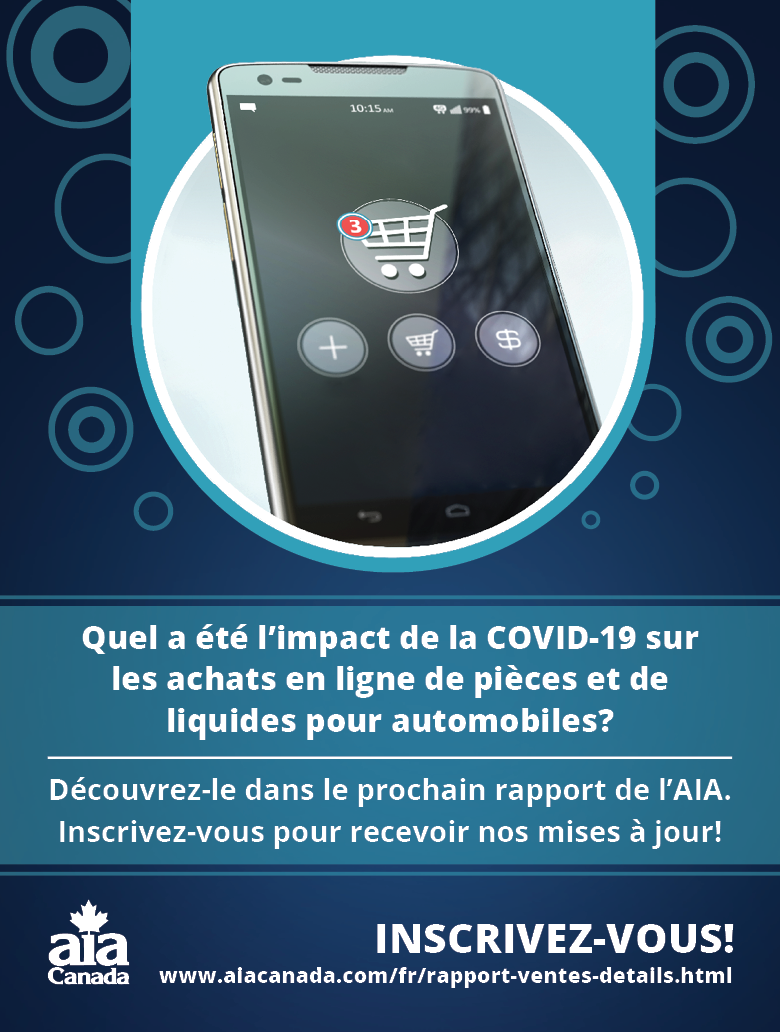 10:15 AM
99%
3
$
Quel a été l’impact de la COVID-19 sur
les achats en ligne de pièces et de
liquides pour automobiles?
Découvrez-le dans le prochain rapport de l’AIA.
Inscrivez-vous pour recevoir nos mises à jour!
aia
Canada
INSCRIVEZ-VOUS!
www.aiacanada.com/fr/rapport-ventes-details.html